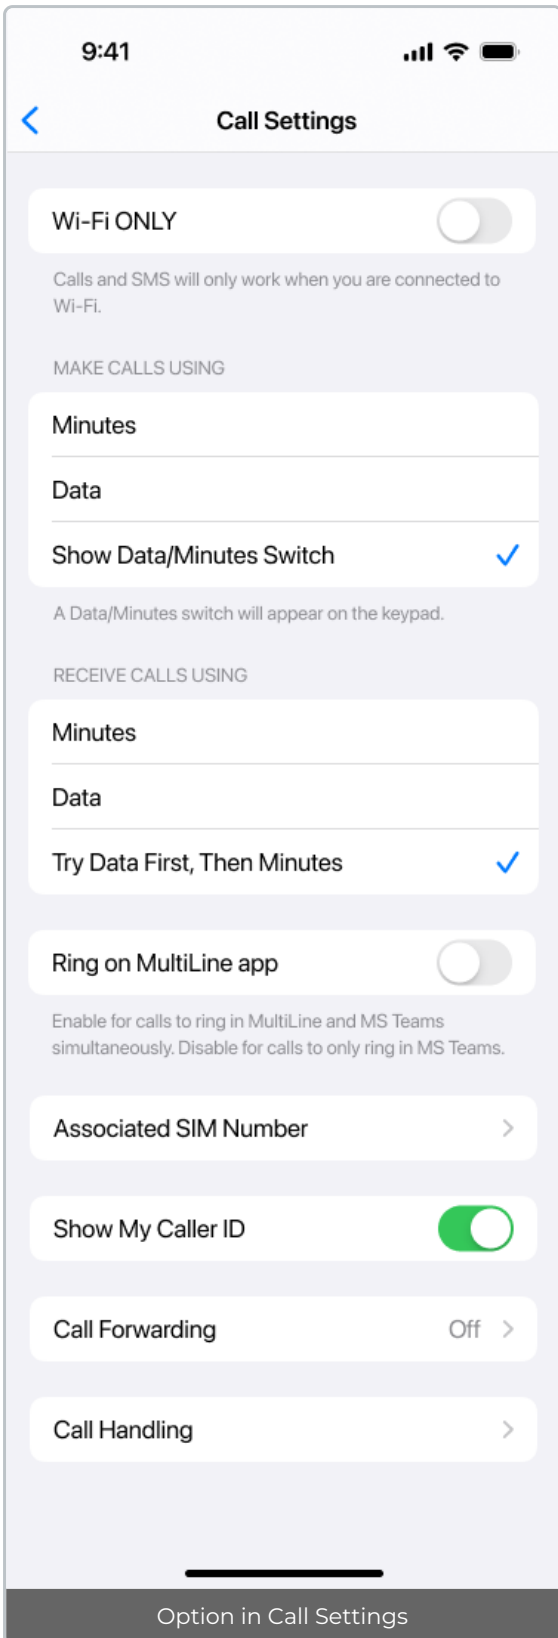 9:41
Call Settings
Wi-Fi ONLY
Calls and SMS will only work when you are connected to
Wi-Fi.
MAKE CALLS USING
Minutes
Data
Show Data/Minutes Switch
A Data/Minutes switch will appear on the keypad.
RECEIVE CALLS USING
Minutes
Data
Try Data First, Then Minutes
Ring on MultiLine app
Enable for calls to ring in MultiLine and MS Teams
simultaneously. Disable for calls to only ring in MS Teams.
Associated SIM Number
Show My Caller ID
Call Forwarding Off
Call Handling
Option in Call Settings